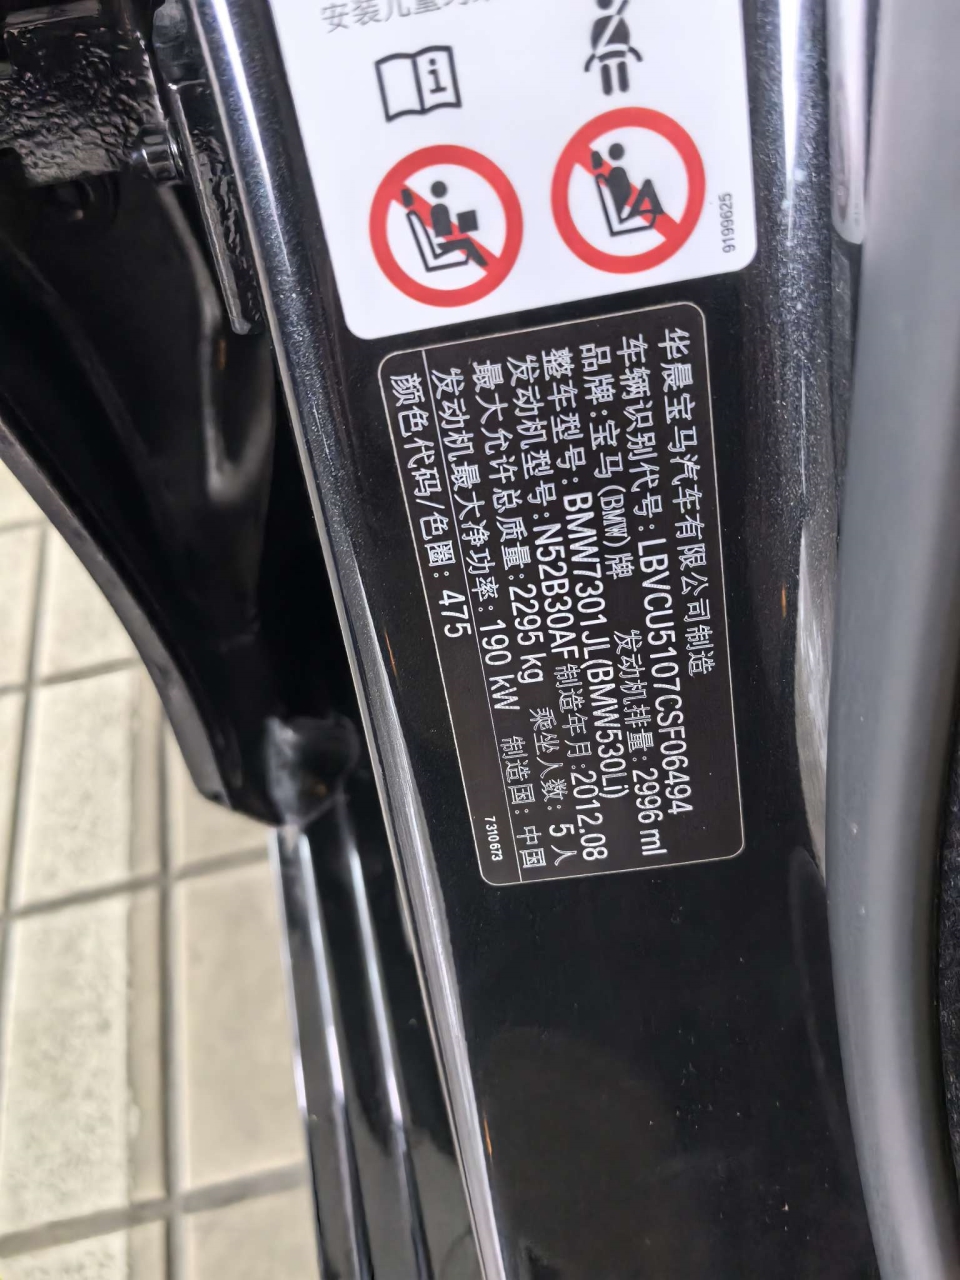 安装儿童
919625
华晨宝马汽车有限公司制造
车辆识别代号: LBVCU5107CSF06494
品牌: 宝马(BMW)牌 发动机排量: 2996 ml
整车型号: BMW7301JL(BMW530Li)
发动机型号: N52B30AF 制造年月: 2012.08
最大允许总质量: 2295 kg 乘坐人数: 5人
发动机最大净功率: 190 kW 制造国: 中国
颜色代码/色圈: 475 7310673